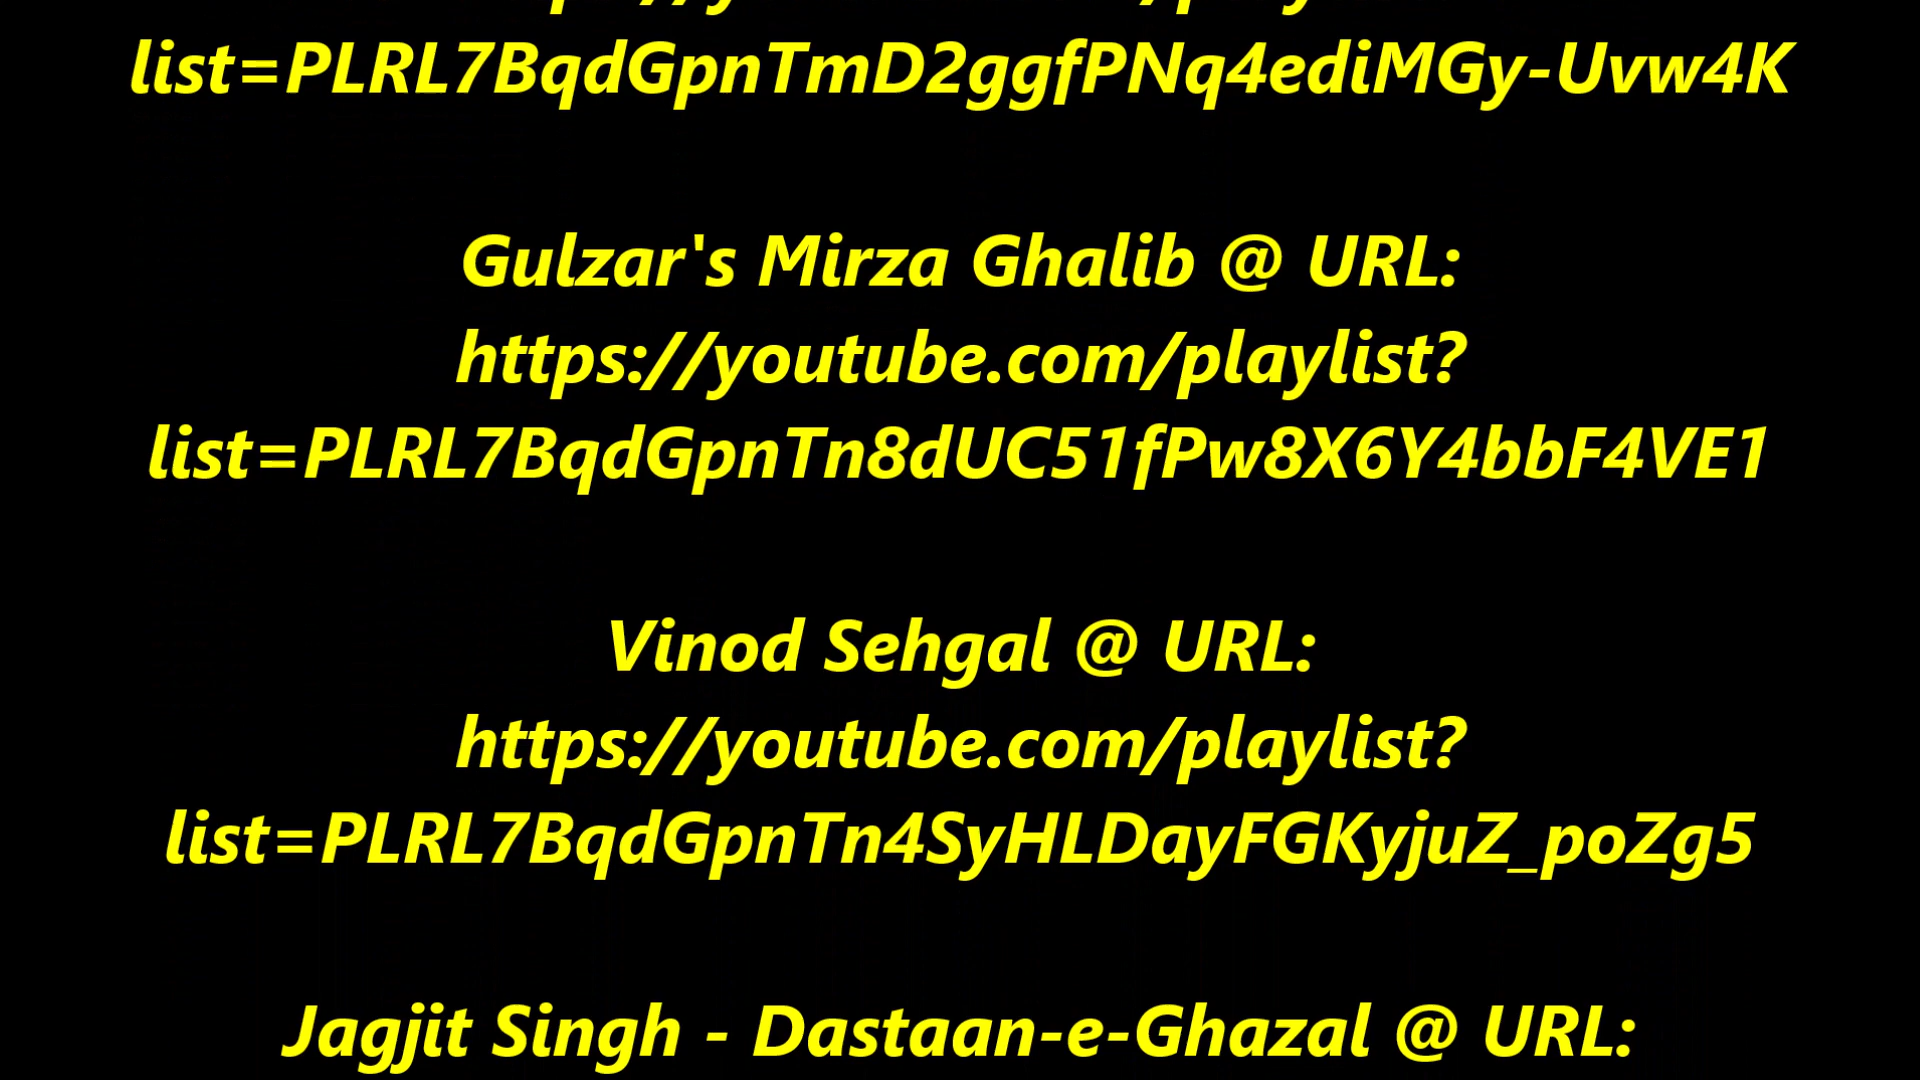 list=PLRL7BqdGpnTmD2ggfPNq4ediMGy-Uvw4K
Gulzar's Mirza Ghalib @ URL:
https://youtube.com/playlist?
list=PLRL7BqdGpnTn8dUC51fPw8X6Y4bbF4VE1
Vinod Sehgal @ URL:
https://youtube.com/playlist?
list=PLRL7BqdGpnTn4SyHLDayFGKyjuZ_poZg5
Jagjit Singh - Dastaan-e-Ghazal @ URL: